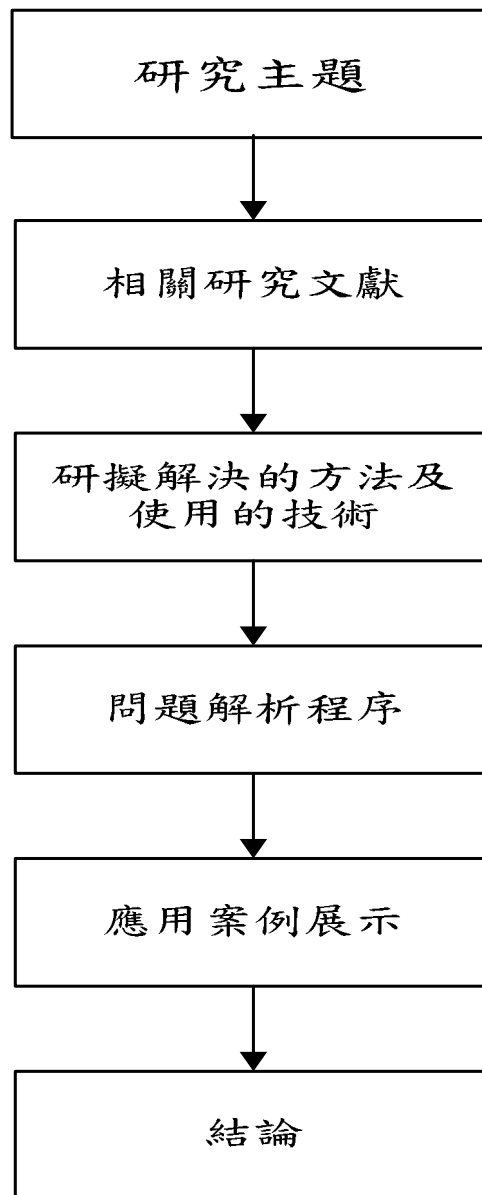 研究主題
相關研究文獻
研擬解決的方法及
使用的技術
問題解析程序
應用案例展示
結論